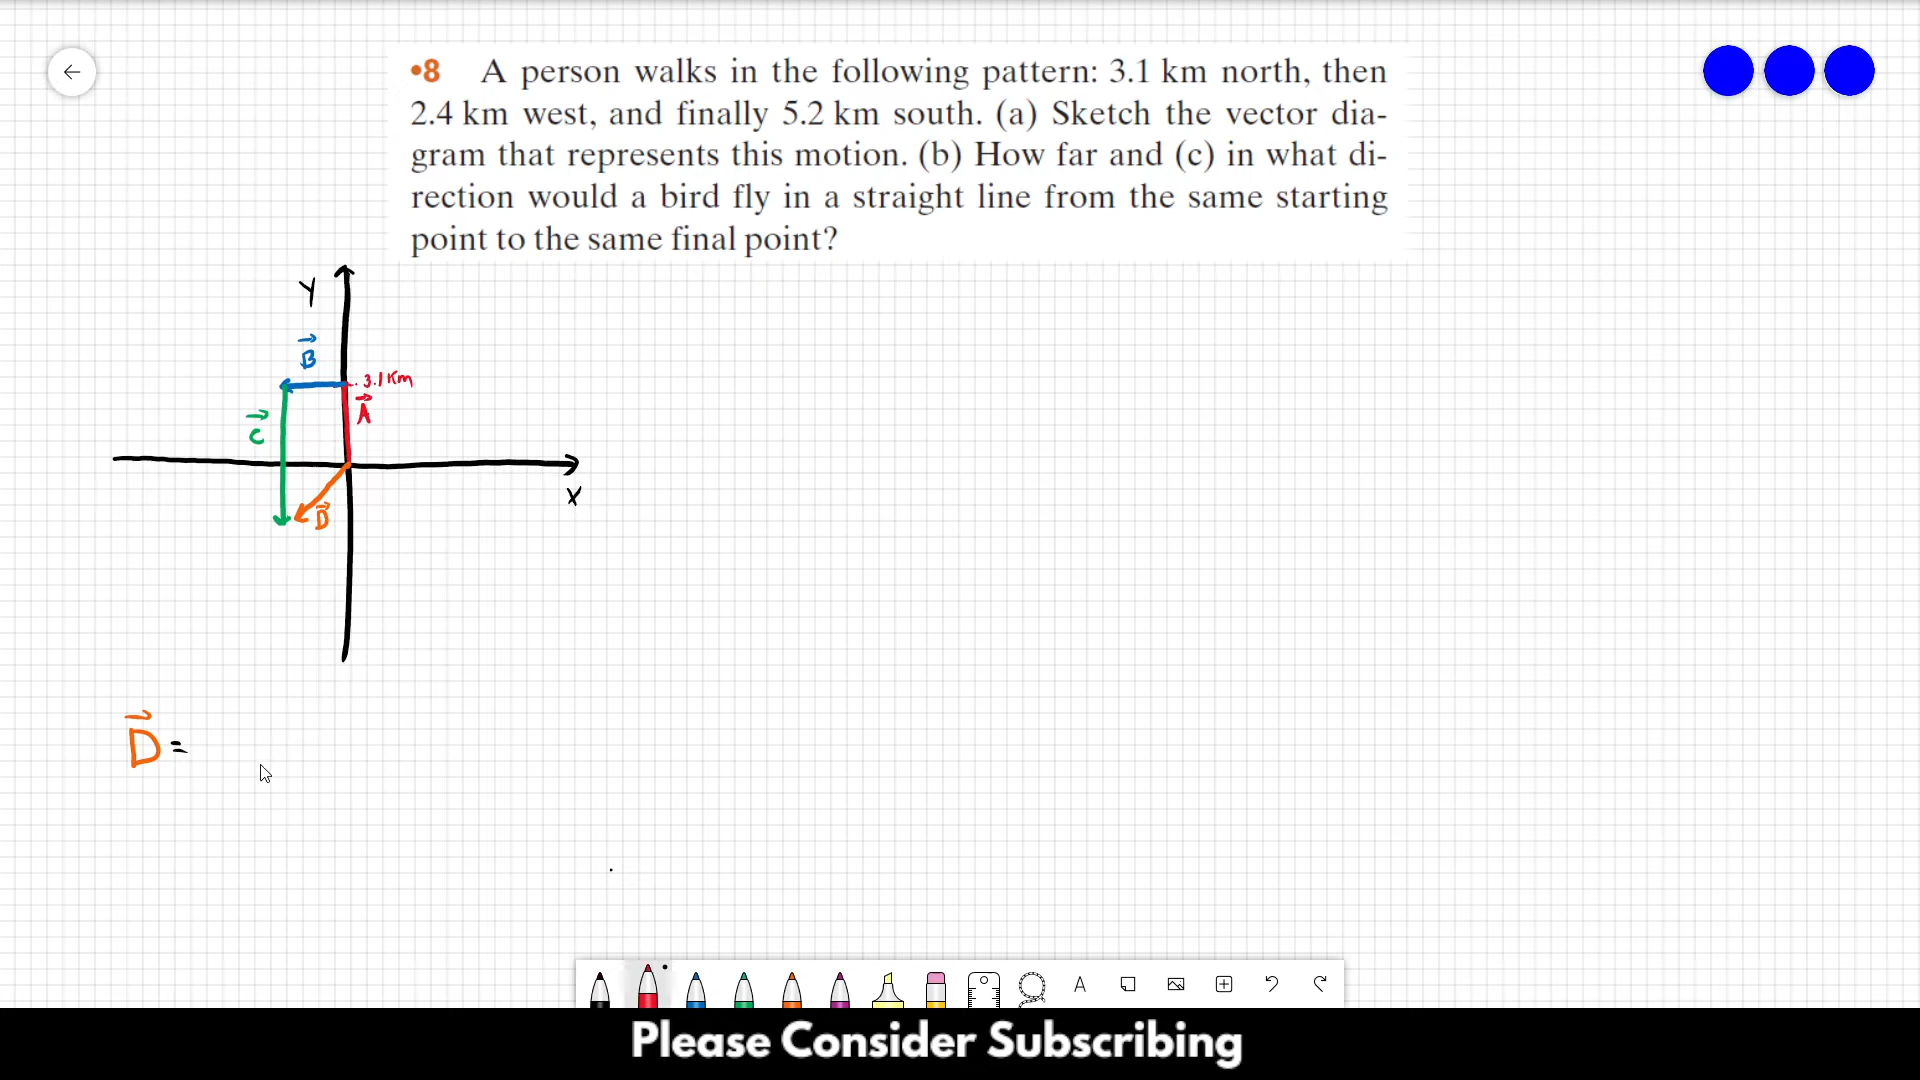 •8 A person walks in the following pattern: 3.1 km north, then
2.4 km west, and finally 5.2 km south. (a) Sketch the vector dia-
gram that represents this motion. (b) How far and (c) in what di-
rection would a bird fly in a straight line from the same starting
point to the same final point?
Y
B
3.1 Km
A
C
X
D
D =
A
Please Consider Subscribing